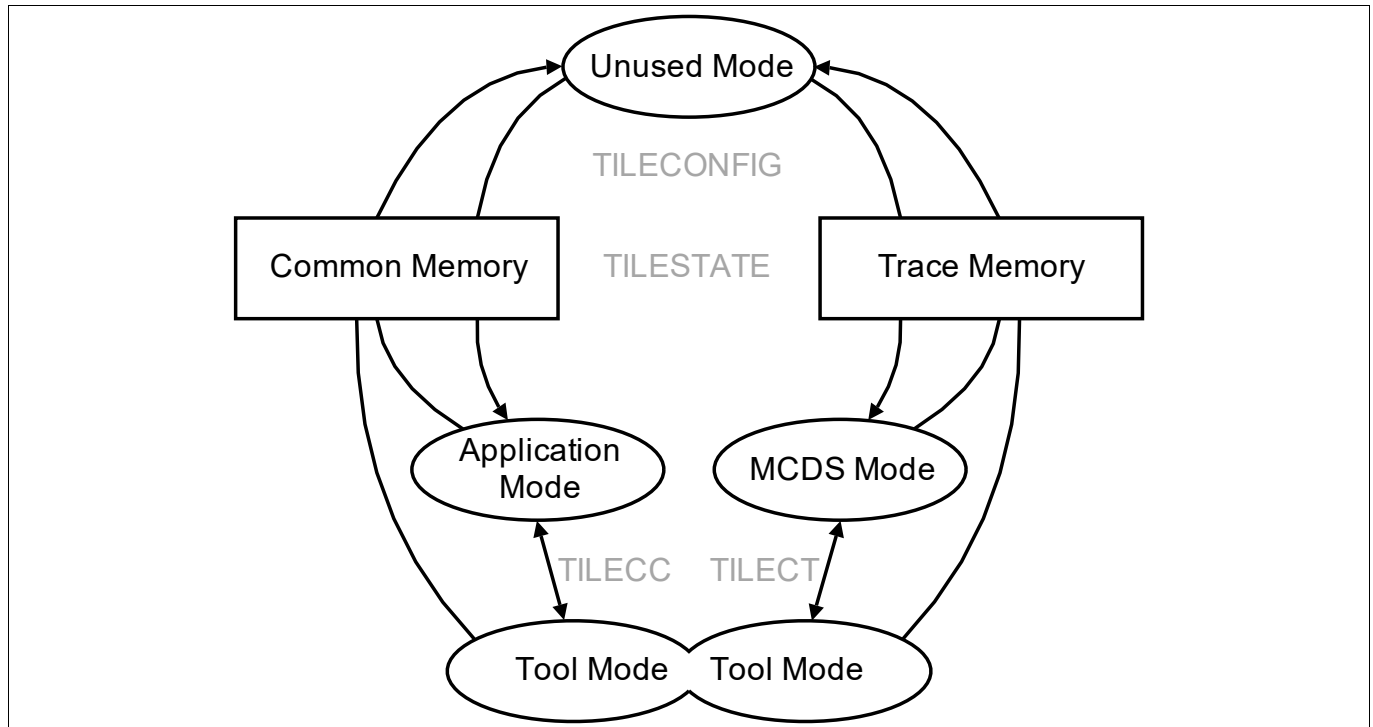 Unused Mode
TILECONFIG
Common Memory
TILESTATE
Trace Memory
Application
Mode
MCDS Mode
TILECC
TILECT
Tool Mode
Tool Mode